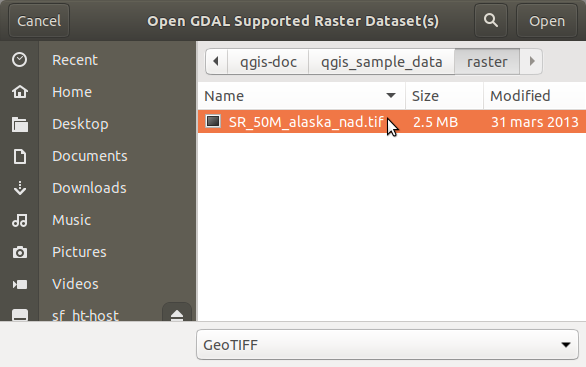 Cancel Open GDAL Supported Raster Dataset(s) Open
Recent
Home
Desktop
Documents
Downloads
Music
Pictures
Videos
sf_ht-host
qgis-doc qgis_sample_data raster
Name Size Modified
SR_50M_alaska_nad.tif 2.5 MB 31 mars 2013
GeoTIFF